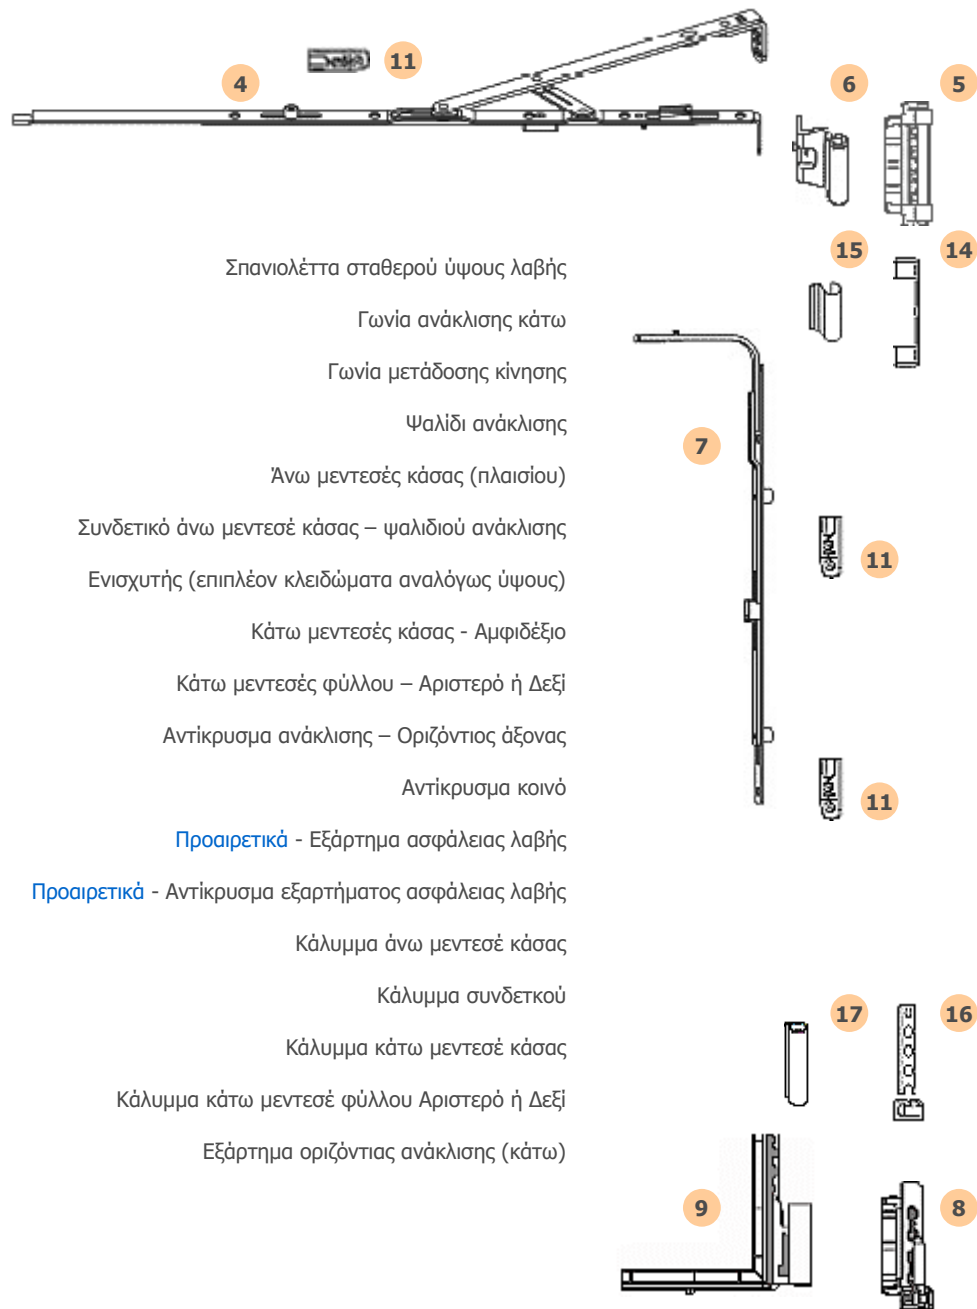 11
4
6
5
15
14
Σπανιολέττα σταθερού ύψους λαβής
Γωνία ανάκλισης κάτω
Γωνία μετάδοσης κίνησης
Ψαλίδι ανάκλισης
7
Άνω μεντεσές κάσας (πλαισίου)
Συνδετικό άνω μεντεσέ κάσας – ψαλιδιού ανάκλισης
11
Ενισχυτής (επιπλέον κλειδώματα αναλόγως ύψους)
Κάτω μεντεσές κάσας - Αμφιδέξιο
Κάτω μεντεσές φύλλου – Αριστερό ή Δεξί
Αντίκρυσμα ανάκλισης – Οριζόντιος άξονας
Αντίκρυσμα κοινό
11
Προαιρετικά - Εξάρτημα ασφάλειας λαβής
Προαιρετικά - Αντίκρυσμα εξαρτήματος ασφάλειας λαβής
Κάλυμμα άνω μεντεσέ κάσας
Κάλυμμα συνδετκού
17
16
Κάλυμμα κάτω μεντεσέ κάσας
Κάλυμμα κάτω μεντεσέ φύλλου Αριστερό ή Δεξί
Εξάρτημα οριζόντιας ανάκλισης (κάτω)
9
8